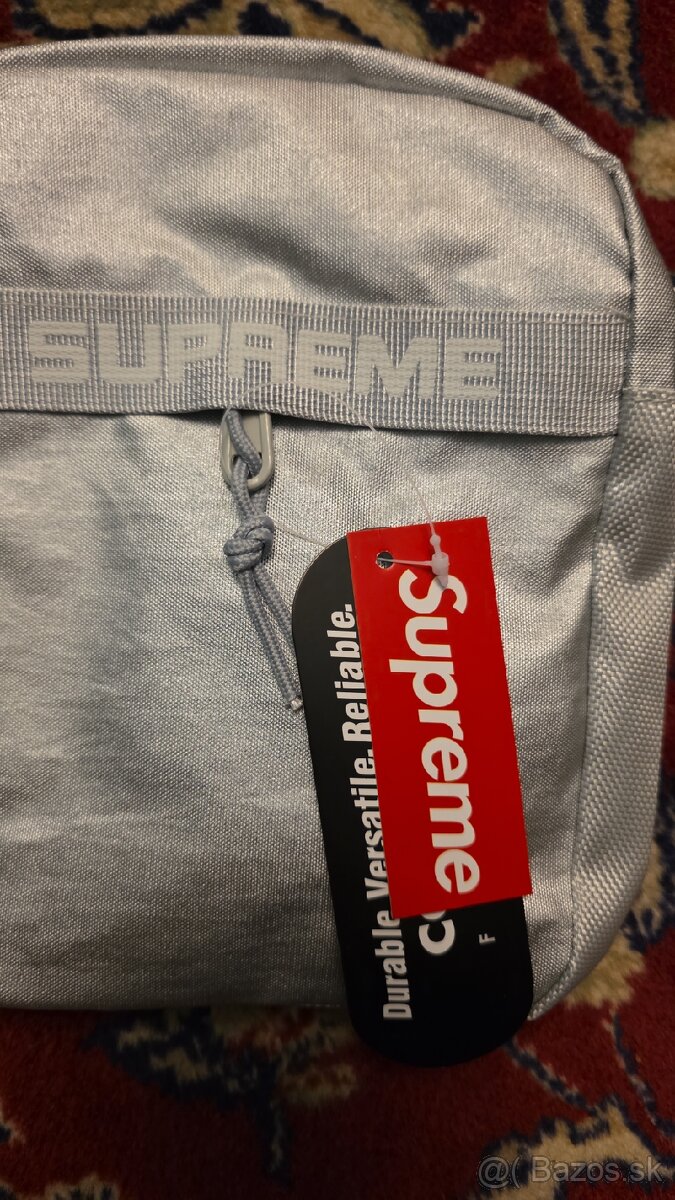 SUPREME
Supreme
Durable. Versatile. Reliable.
F
@( Bazos.sk